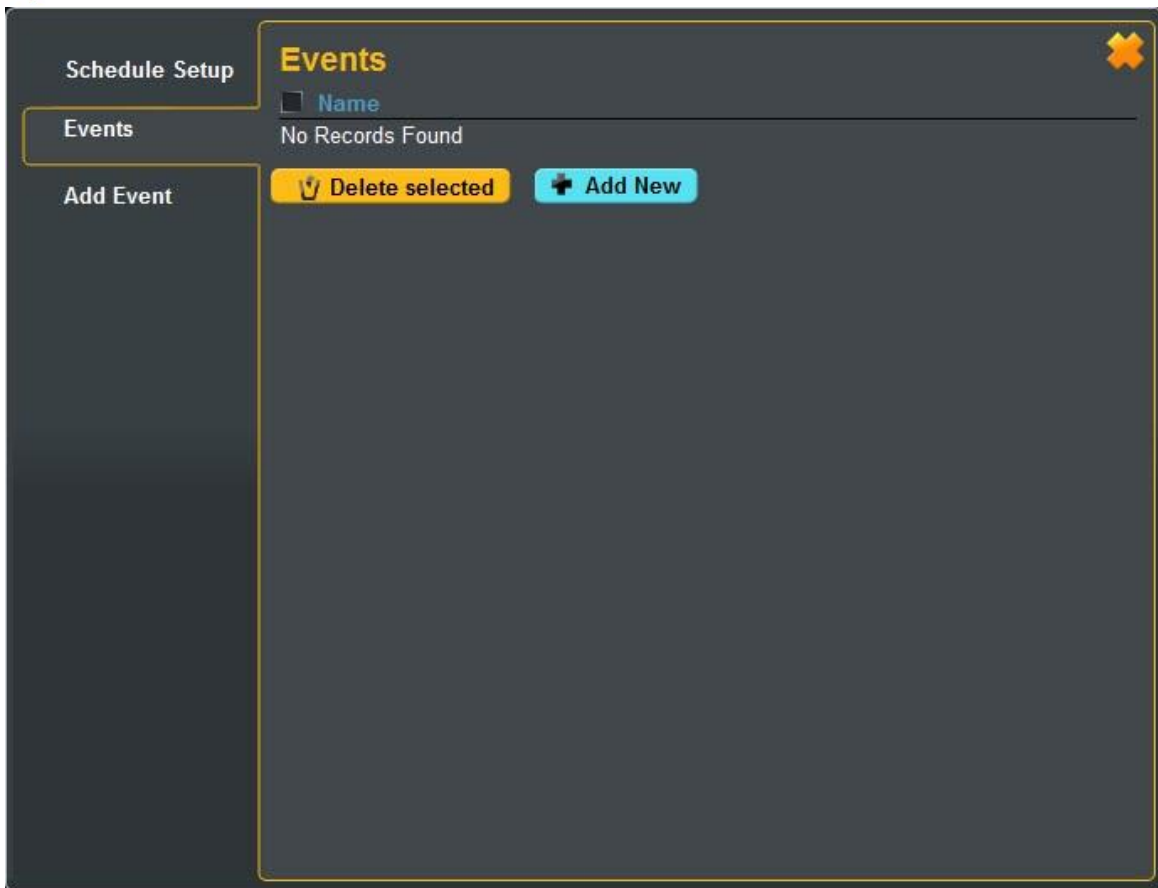 Schedule Setup
Events
Add Event
Events
Name
No Records Found
Delete selected
Add New